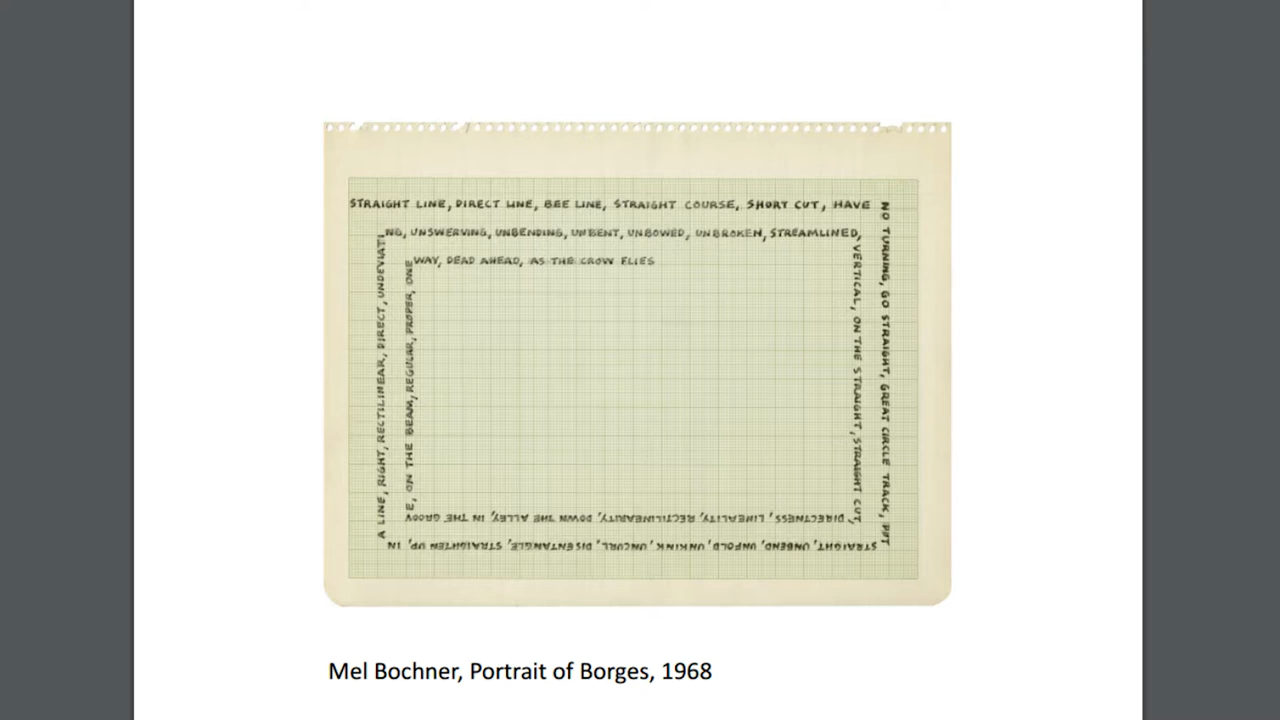 STRAIGHT LINE, DIRECT LINE, BEE LINE, STRAIGHT COURSE, SHORT CUT, HAVE
NO TURNING, GO STRAIGHT, GREAT CIRCLE TRACK, PUT
STRAIGHT, UNBEND, UNFOLD, UNKINK, UNCURL, DISENTANGLE, STRAIGHTEN UP, IN
A LINE, RIGHT, RECTILINEAR, DIRECT, UNDEVIATI
NG, UNSWERVING, UNBENDING, UNBENT, UNBOWED, UNBROKEN, STREAMLINED,
VERTICAL, ON THE STRAIGHT, STRAIGHT CUT,
DIRECTNESS, LINEALITY, RECTILINEARITY, DOWN THE ALLEY, IN THE GROOV
E, ON THE BEAM, REGULAR, PROPER, ONE
WAY, DEAD AHEAD, AS THE CROW FLIES
Mel Bochner, Portrait of Borges, 1968